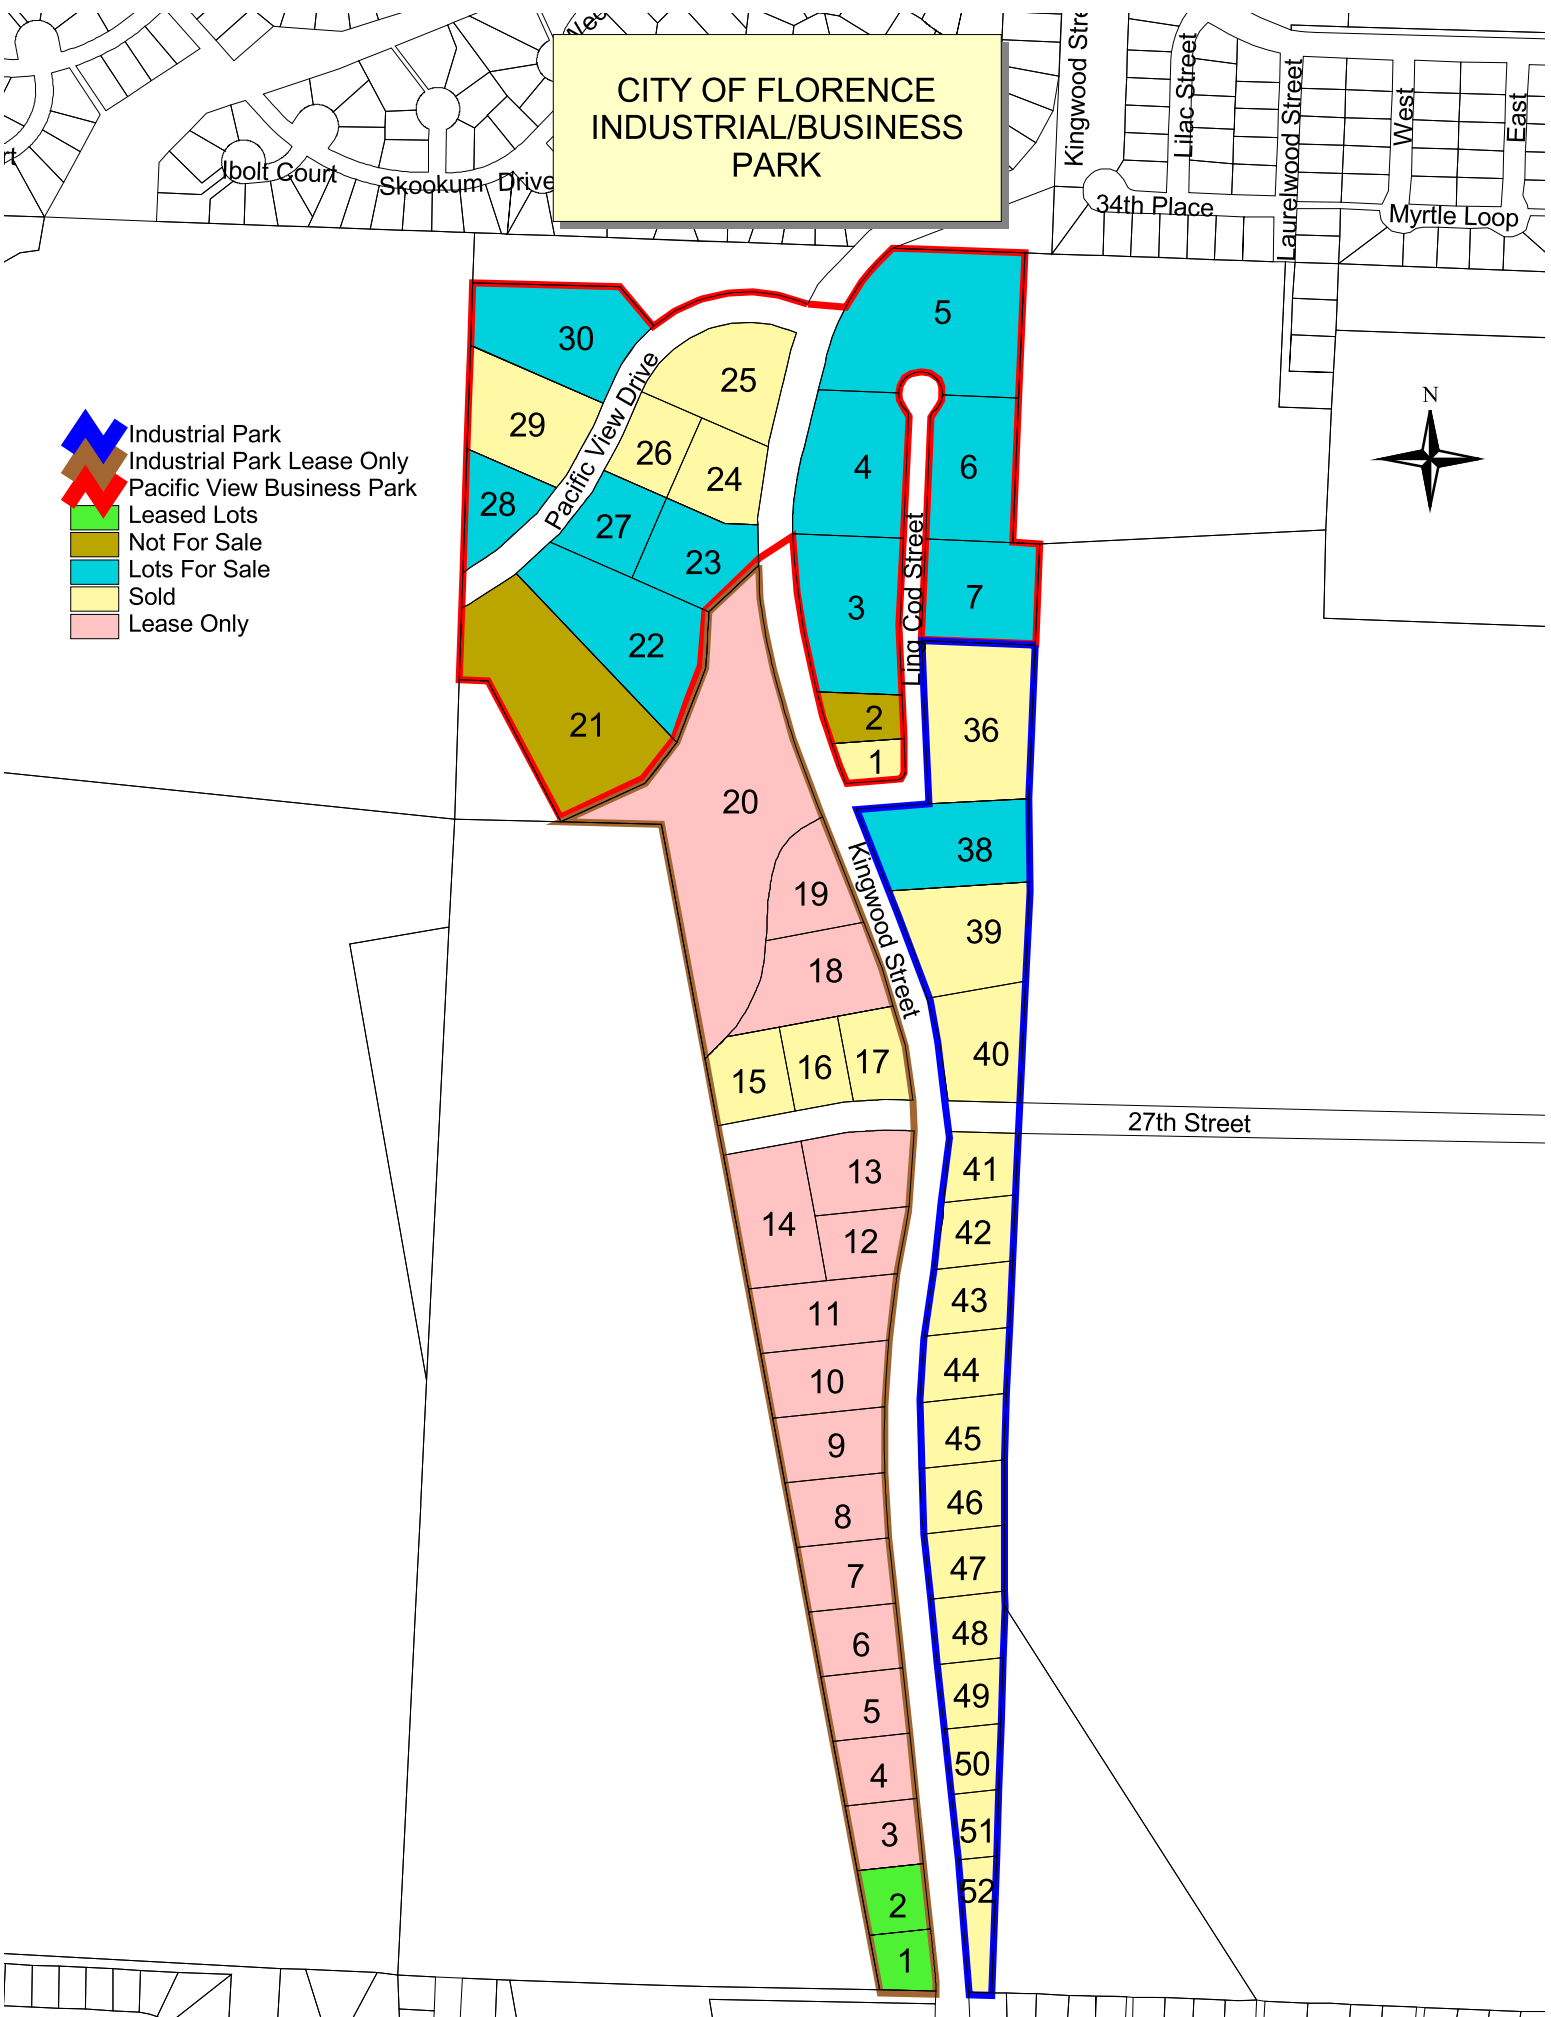 CITY OF FLORENCE
INDUSTRIAL/BUSINESS
PARK
Kingwood Stre
Lilac Street
Laurelwood Street
West
East
rt
Ibolt Court
Skookum Drive
34th Place
Myrtle Loop
N
Industrial Park
Industrial Park Lease Only
Pacific View Business Park
Leased Lots
Not For Sale
Lots For Sale
Sold
Lease Only
Pacific View Drive
Ling Cod Street
Kingwood Street
27th Street
30
29
28
25
26
24
27
23
22
21
5
4
6
3
7
2
1
36
38
39
40
20
19
18
15
16
17
13
14
12
11
10
9
8
7
6
5
4
3
2
1
41
42
43
44
45
46
47
48
49
50
51
52